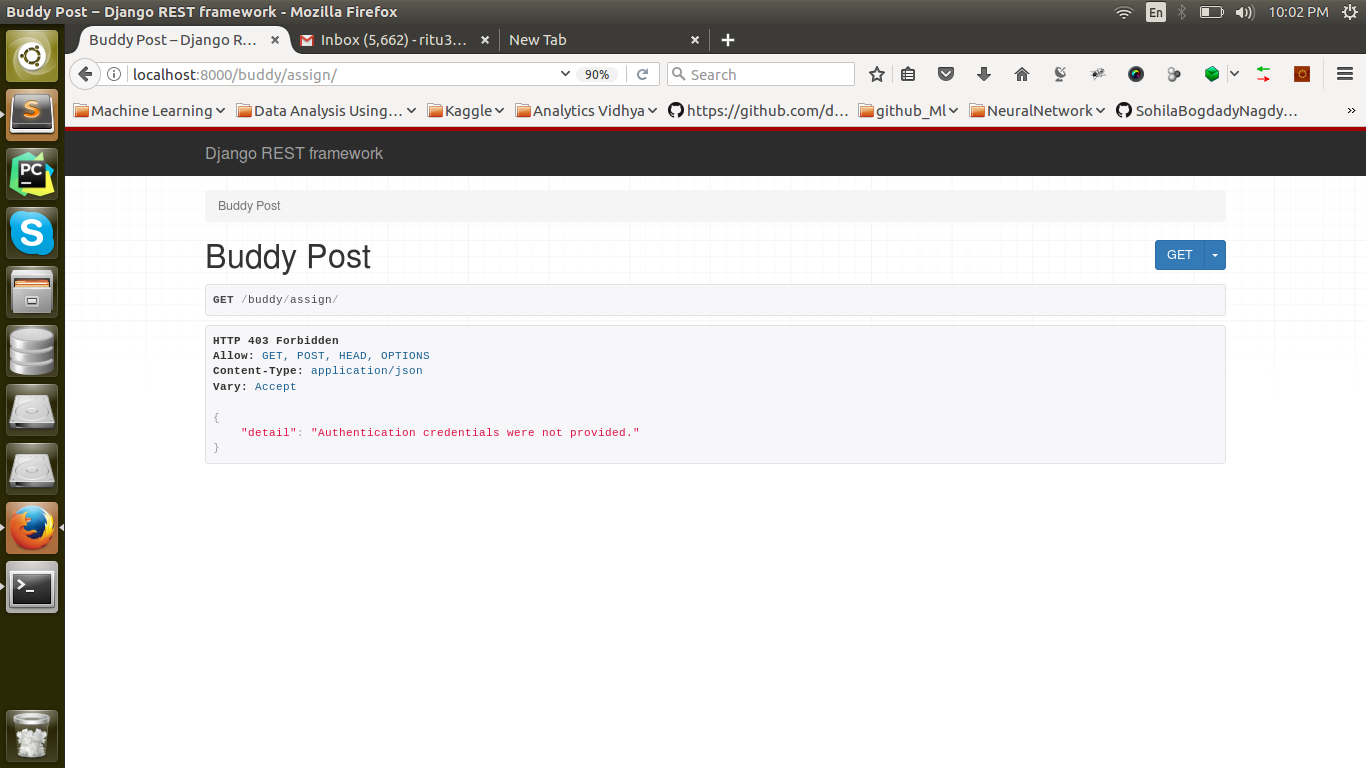 Buddy Post – Django REST framework - Mozilla Firefox
En
10:02 PM
Buddy Post – Django R... ×
Inbox (5,662) - ritu3... ×
New Tab ×
localhost:8000/buddy/assign/
90%
Search
Machine Learning
Data Analysis Using...
Kaggle
Analytics Vidhya
https://github.com/d...
github_Ml
NeuralNetwork
SohilaBogdadyNagdy...
»
S
PC
S
>_
Django REST framework
Buddy Post
Buddy Post
GET
GET /buddy/assign/
HTTP 403 Forbidden
Allow: GET, POST, HEAD, OPTIONS
Content-Type: application/json
Vary: Accept
{
"detail": "Authentication credentials were not provided."
}